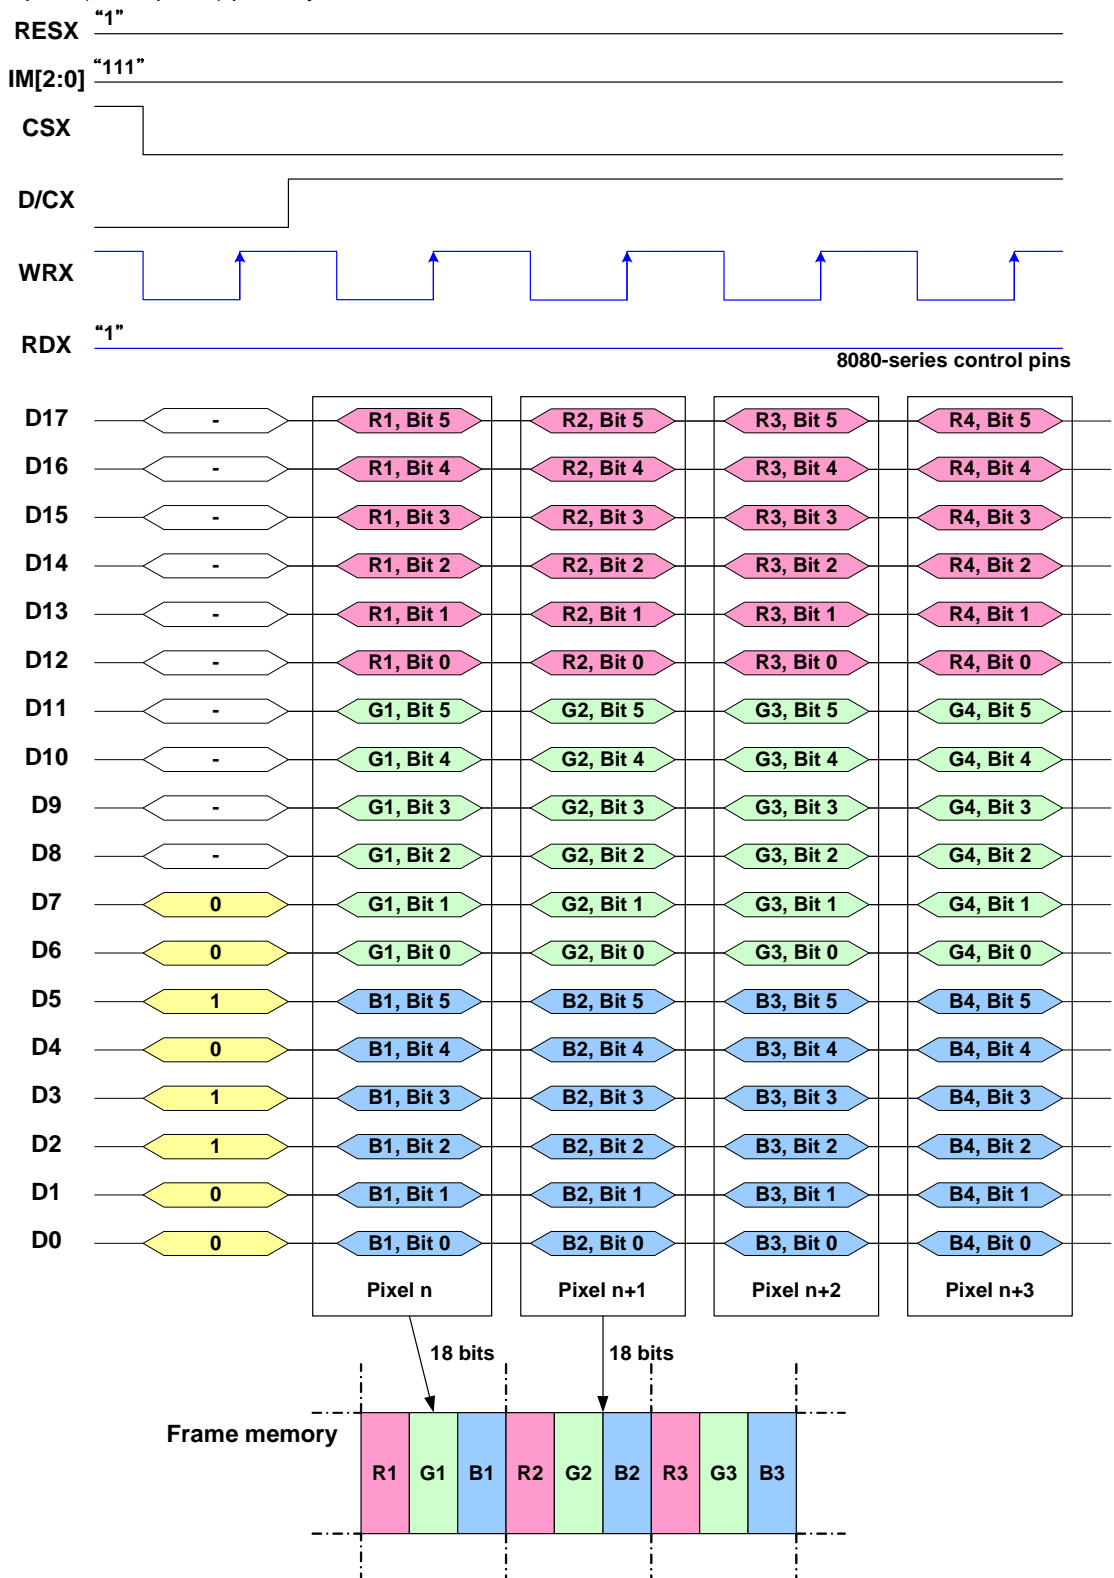 RESX "1"
IM[2:0] "111"
CSX
D/CX
WRX
RDX "1"
8080-series control pins
D17 - R1, Bit 5 R2, Bit 5 R3, Bit 5 R4, Bit 5
D16 - R1, Bit 4 R2, Bit 4 R3, Bit 4 R4, Bit 4
D15 - R1, Bit 3 R2, Bit 3 R3, Bit 3 R4, Bit 3
D14 - R1, Bit 2 R2, Bit 2 R3, Bit 2 R4, Bit 2
D13 - R1, Bit 1 R2, Bit 1 R3, Bit 1 R4, Bit 1
D12 - R1, Bit 0 R2, Bit 0 R3, Bit 0 R4, Bit 0
D11 - G1, Bit 5 G2, Bit 5 G3, Bit 5 G4, Bit 5
D10 - G1, Bit 4 G2, Bit 4 G3, Bit 4 G4, Bit 4
D9 - G1, Bit 3 G2, Bit 3 G3, Bit 3 G4, Bit 3
D8 - G1, Bit 2 G2, Bit 2 G3, Bit 2 G4, Bit 2
D7 0 G1, Bit 1 G2, Bit 1 G3, Bit 1 G4, Bit 1
D6 0 G1, Bit 0 G2, Bit 0 G3, Bit 0 G4, Bit 0
D5 1 B1, Bit 5 B2, Bit 5 B3, Bit 5 B4, Bit 5
D4 0 B1, Bit 4 B2, Bit 4 B3, Bit 4 B4, Bit 4
D3 1 B1, Bit 3 B2, Bit 3 B3, Bit 3 B4, Bit 3
D2 1 B1, Bit 2 B2, Bit 2 B3, Bit 2 B4, Bit 2
D1 0 B1, Bit 1 B2, Bit 1 B3, Bit 1 B4, Bit 1
D0 0 B1, Bit 0 B2, Bit 0 B3, Bit 0 B4, Bit 0
Pixel n Pixel n+1 Pixel n+2 Pixel n+3
18 bits 18 bits
Frame memory
R1 G1 B1 R2 G2 B2 R3 G3 B3